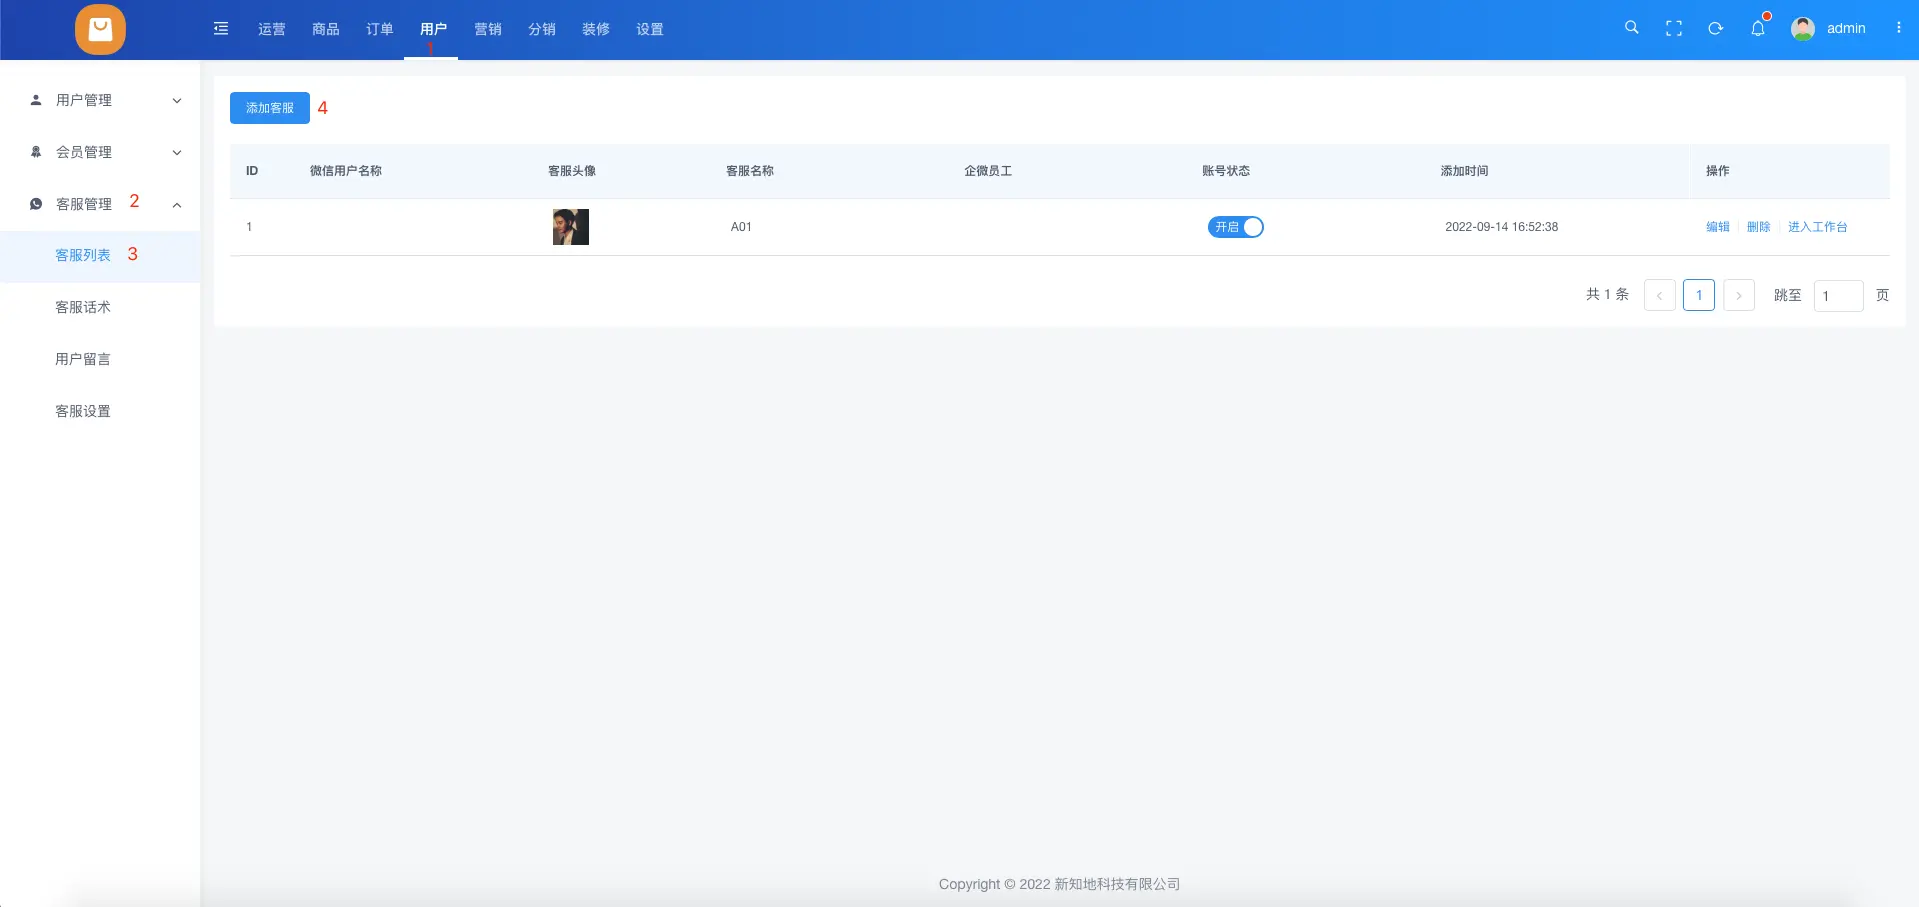 运营 商品 订单 用户 营销 分销 装修 设置 admin
1
用户管理
会员管理
客服管理 2
客服列表 3
客服话术
用户留言
客服设置
添加客服 4
ID 微信用户名称 客服头像 客服名称 企微员工 账号状态 添加时间 操作
1 A01 开启 2022-09-14 16:52:38 编辑 删除 进入工作台
共 1 条 < 1 > 跳至 1 页
Copyright © 2022 新知地科技有限公司